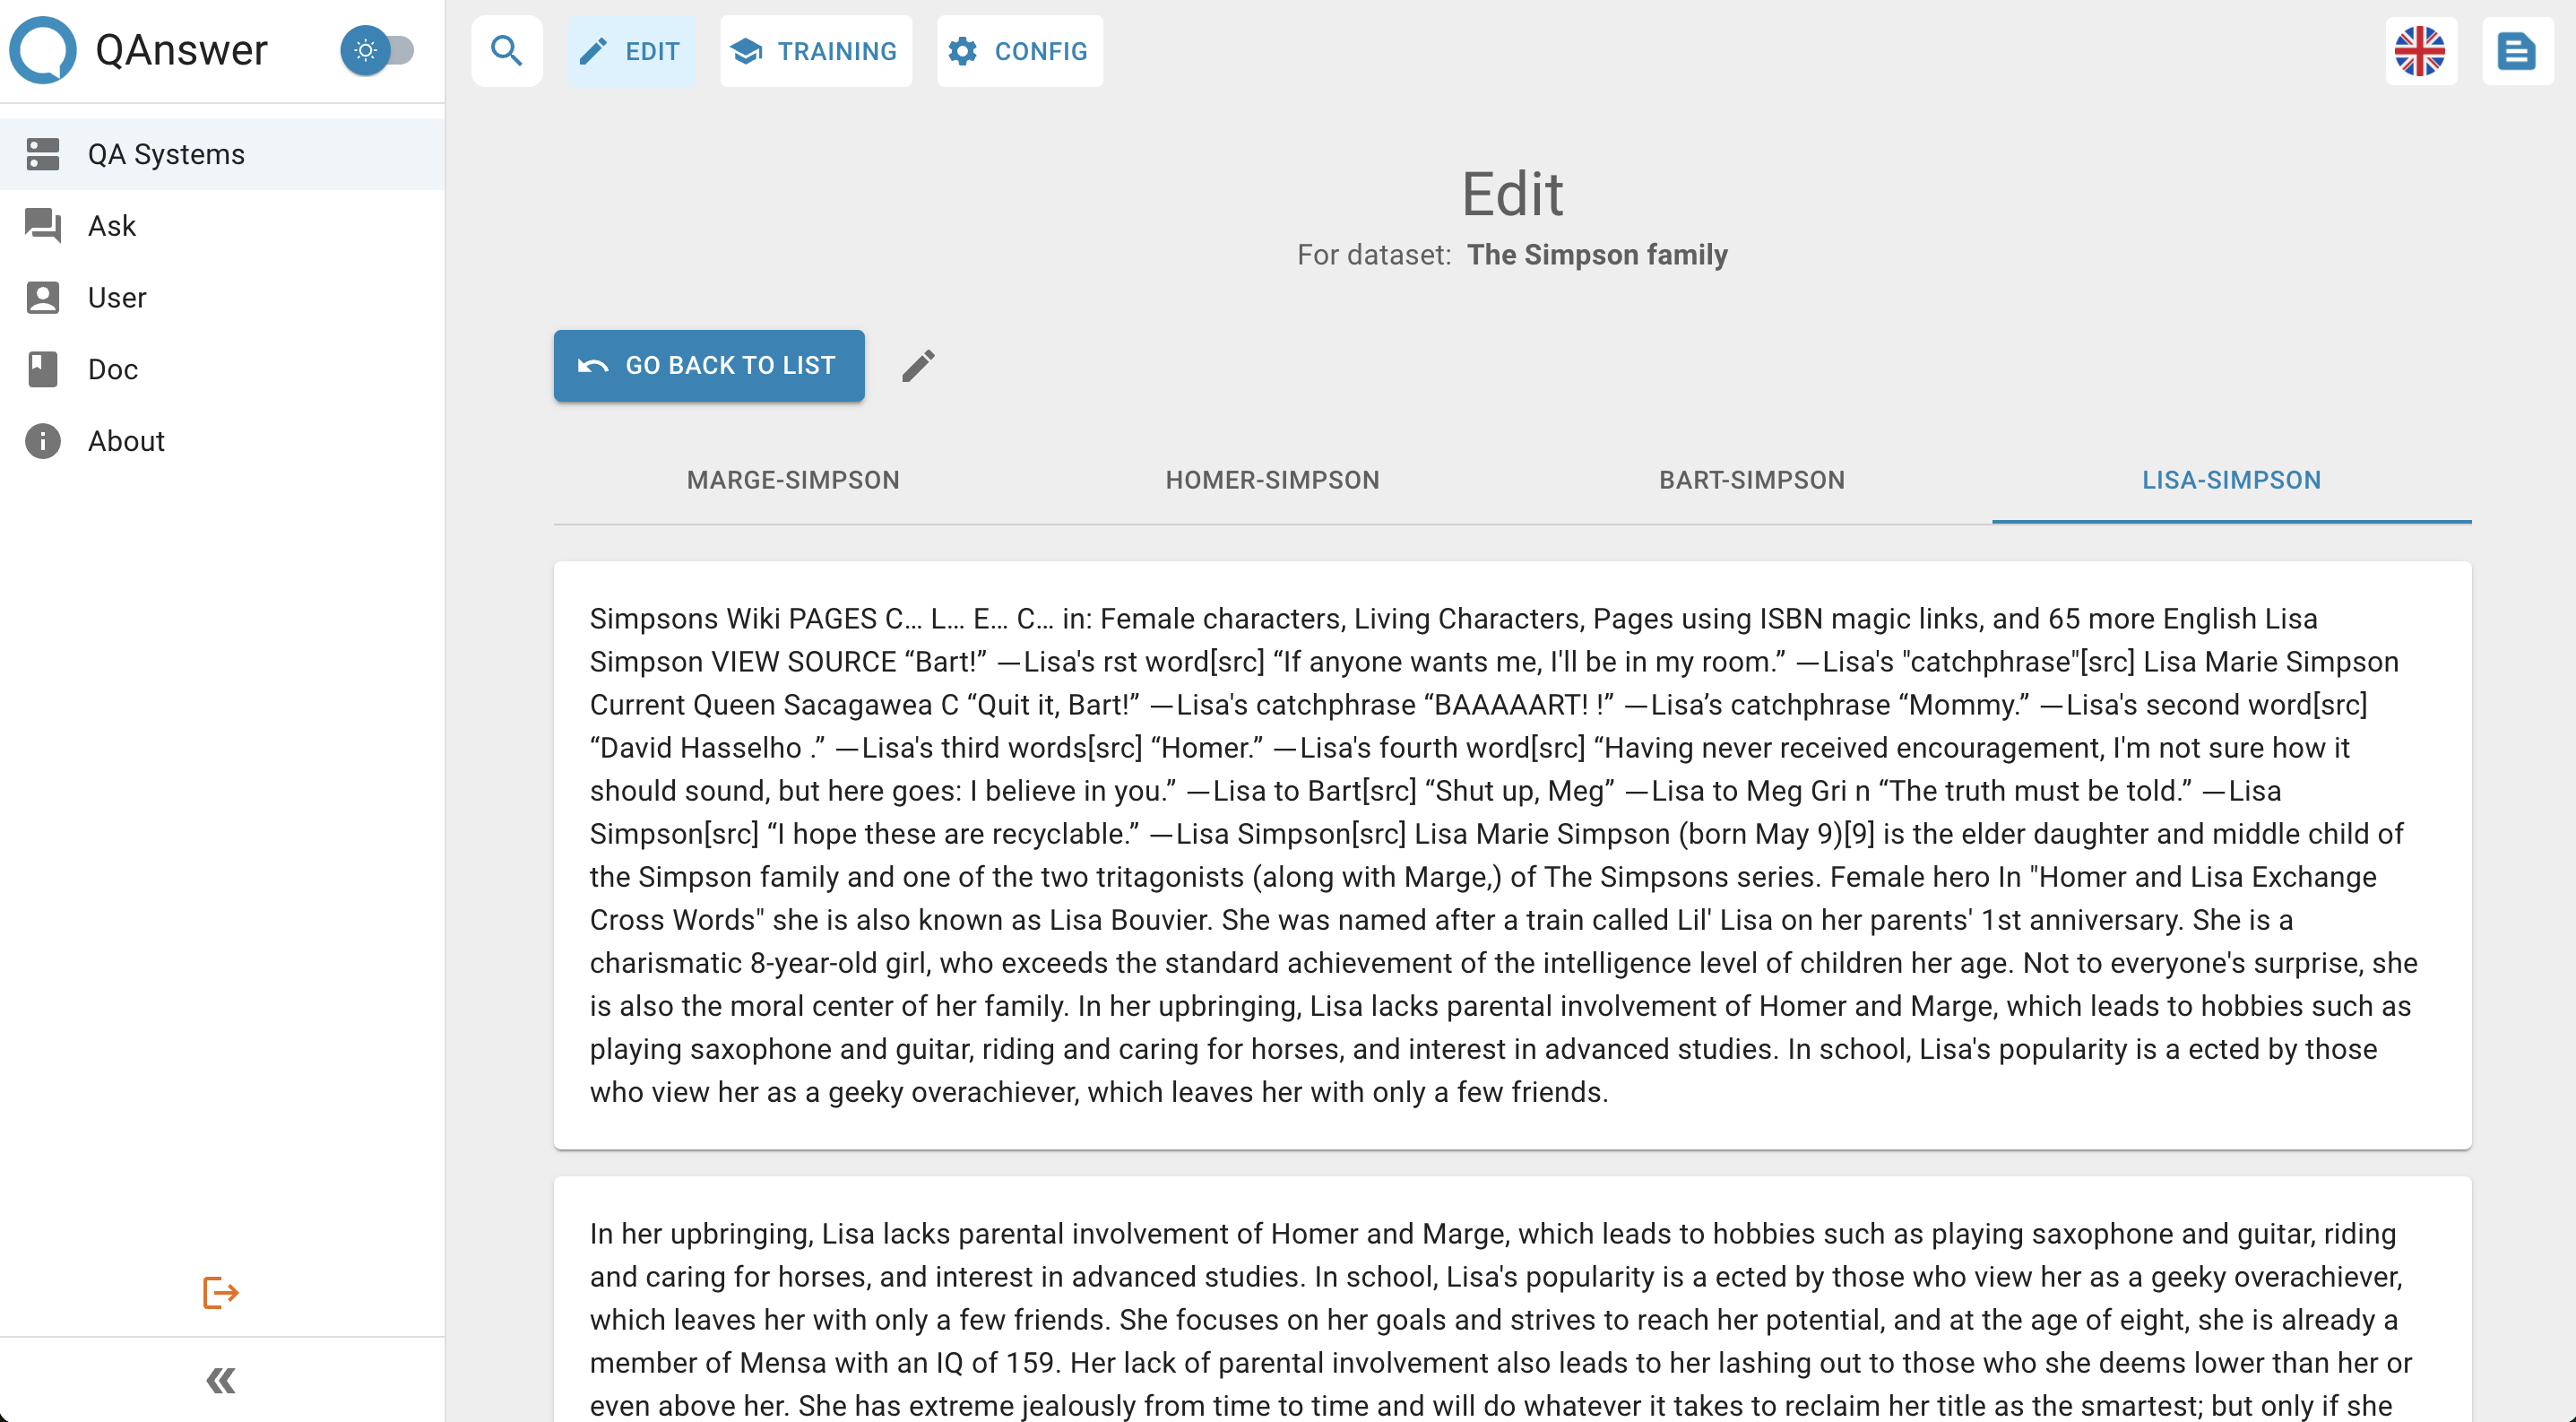 QAnswer
QA Systems
Ask
User
Doc
About
EDIT
TRAINING
CONFIG
Edit
For dataset: The Simpson family
GO BACK TO LIST
MARGE-SIMPSON
HOMER-SIMPSON
BART-SIMPSON
LISA-SIMPSON
Simpsons Wiki PAGES C... L... E... C... in: Female characters, Living Characters, Pages using ISBN magic links, and 65 more English Lisa
Simpson VIEW SOURCE “Bart!” —Lisa's rst word[src] “If anyone wants me, I'll be in my room.” —Lisa's "catchphrase"[src] Lisa Marie Simpson
Current Queen Sacagawea C “Quit it, Bart!” —Lisa's catchphrase “BAAAAART! !” —Lisa’s catchphrase “Mommy.” —Lisa's second word[src]
“David Hasselho .” —Lisa's third words[src] “Homer.” —Lisa's fourth word[src] “Having never received encouragement, I'm not sure how it
should sound, but here goes: I believe in you.” —Lisa to Bart[src] “Shut up, Meg” —Lisa to Meg Gri n “The truth must be told.” —Lisa
Simpson[src] “I hope these are recyclable.” —Lisa Simpson[src] Lisa Marie Simpson (born May 9)[9] is the elder daughter and middle child of
the Simpson family and one of the two tritagonists (along with Marge,) of The Simpsons series. Female hero In "Homer and Lisa Exchange
Cross Words" she is also known as Lisa Bouvier. She was named after a train called Lil' Lisa on her parents' 1st anniversary. She is a
charismatic 8-year-old girl, who exceeds the standard achievement of the intelligence level of children her age. Not to everyone's surprise, she
is also the moral center of her family. In her upbringing, Lisa lacks parental involvement of Homer and Marge, which leads to hobbies such as
playing saxophone and guitar, riding and caring for horses, and interest in advanced studies. In school, Lisa's popularity is a ected by those
who view her as a geeky overachiever, which leaves her with only a few friends.
In her upbringing, Lisa lacks parental involvement of Homer and Marge, which leads to hobbies such as playing saxophone and guitar, riding
and caring for horses, and interest in advanced studies. In school, Lisa's popularity is a ected by those who view her as a geeky overachiever,
which leaves her with only a few friends. She focuses on her goals and strives to reach her potential, and at the age of eight, she is already a
member of Mensa with an IQ of 159. Her lack of parental involvement also leads to her lashing out to those who she deems lower than her or
even above her. She has extreme jealously from time to time and will do whatever it takes to reclaim her title as the smartest; but only if she